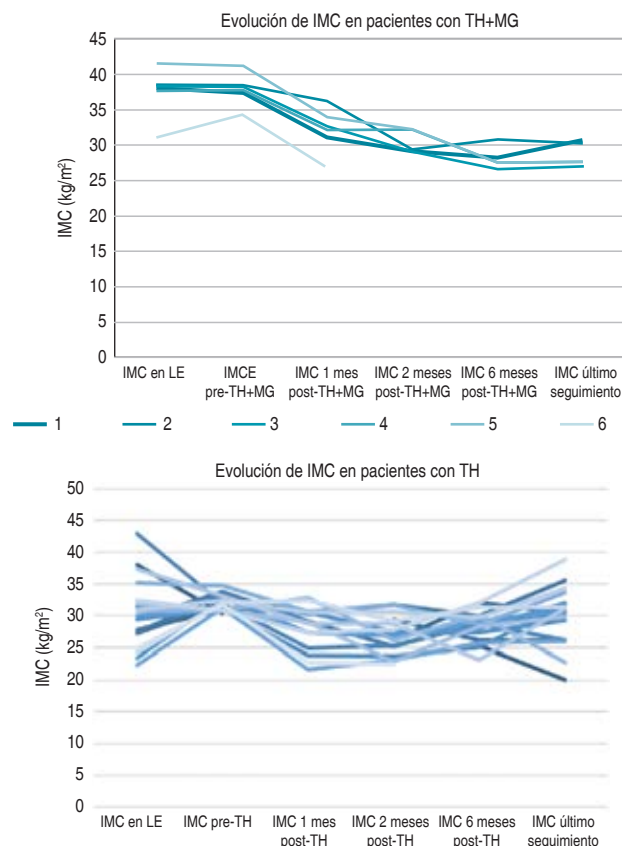 Evolución de IMC en pacientes con TH+MG
45
40
35
30
25
20
15
10
5
0
IMC (kg/m²)
IMC en LE
IMCE pre-TH+MG
IMC 1 mes post-TH+MG
IMC 2 meses post-TH+MG
IMC 6 meses post-TH+MG
IMC último seguimiento
1 2 3 4 5 6
Evolución de IMC en pacientes con TH
50
45
40
35
30
25
20
15
10
5
0
IMC (kg/m²)
IMC en LE
IMC pre-TH
IMC 1 mes post-TH
IMC 2 meses post-TH
IMC 6 meses post-TH
IMC último seguimiento